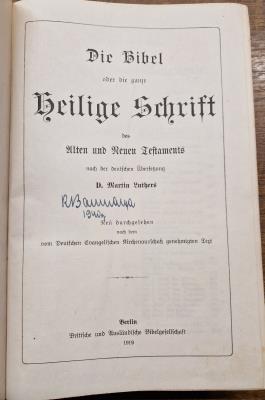 Die Bibel
oder die ganze
Heilige Schrift
des
Alten und Neuen Testaments
nach der deutschen Übersetzung
D. Martin Luthers
Neu durchgesehen
nach dem
vom Deutschen Evangelischen Kirchenausschuß genehmigten Text
Berlin
Britische und Ausländische Bibelgesellschaft
1919